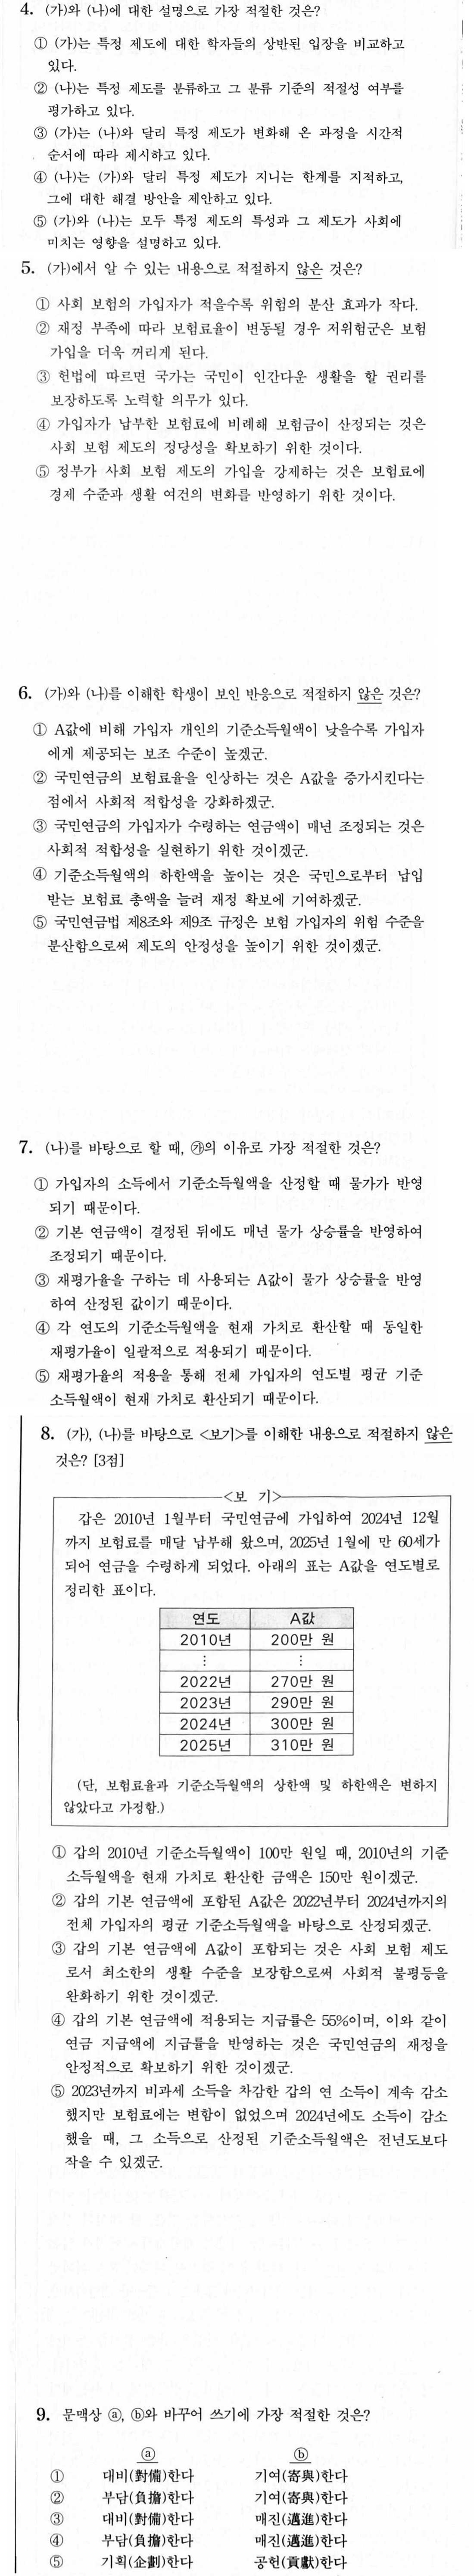 4. (가)와 (나)에 대한 설명으로 가장 적절한 것은?
① (가)는 특정 제도에 대한 학자들의 상반된 입장을 비교하고
있다.
② (나)는 특정 제도를 분류하고 그 분류 기준의 적절성 여부를
평가하고 있다.
③ (가)는 (나)와 달리 특정 제도가 변화해 온 과정을 시간적
순서에 따라 제시하고 있다.
④ (나)는 (가)와 달리 특정 제도가 지니는 한계를 지적하고,
그에 대한 해결 방안을 제안하고 있다.
⑤ (가)와 (나)는 모두 특정 제도의 특성과 그 제도가 사회에
미치는 영향을 설명하고 있다.
5. (가)에서 알 수 있는 내용으로 적절하지 않은 것은?
① 사회 보험의 가입자가 적을수록 위험의 분산 효과가 작다.
② 재정 부족에 따라 보험료율이 변동될 경우 저위험군은 보험
가입을 더욱 꺼리게 된다.
③ 헌법에 따르면 국가는 국민이 인간다운 생활을 할 권리를
보장하도록 노력할 의무가 있다.
④ 가입자가 납부한 보험료에 비례해 보험금이 산정되는 것은
사회 보험 제도의 정당성을 확보하기 위한 것이다.
⑤ 정부가 사회 보험 제도의 가입을 강제하는 것은 보험료에
경제 수준과 생활 여건의 변화를 반영하기 위한 것이다.
6. (가)와 (나)를 이해한 학생이 보인 반응으로 적절하지 않은 것은?
① A값에 비해 가입자 개인의 기준소득월액이 낮을수록 가입자
에게 제공되는 보조 수준이 높겠군.
② 국민연금의 보험료율을 인상하는 것은 A값을 증가시킨다는
점에서 사회적 적합성을 강화하겠군.
③ 국민연금의 가입자가 수령하는 연금액이 매년 조정되는 것은
사회적 적합성을 실현하기 위한 것이겠군.
④ 기준소득월액의 하한액을 높이는 것은 국민으로부터 납입
받는 보험료 총액을 늘려 재정 확보에 기여하겠군.
⑤ 국민연금법 제8조와 제9조 규정은 보험 가입자의 위험 수준을
분산함으로써 제도의 안정성을 높이기 위한 것이겠군.
7. (나)를 바탕으로 할 때, ㉮의 이유로 가장 적절한 것은?
① 가입자의 소득에서 기준소득월액을 산정할 때 물가가 반영
되기 때문이다.
② 기본 연금액이 결정된 뒤에도 매년 물가 상승률을 반영하여
조정되기 때문이다.
③ 재평가율을 구하는 데 사용되는 A값이 물가 상승률을 반영
하여 산정된 값이기 때문이다.
④ 각 연도의 기준소득월액을 현재 가치로 환산할 때 동일한
재평가율이 일괄적으로 적용되기 때문이다.
⑤ 재평가율의 적용을 통해 전체 가입자의 연도별 평균 기준
소득월액이 현재 가치로 환산되기 때문이다.
8. (가), (나)를 바탕으로 <보기>를 이해한 내용으로 적절하지 않은
것은? [3점]
<보 기>
갑은 2010년 1월부터 국민연금에 가입하여 2024년 12월
까지 보험료를 매달 납부해 왔으며, 2025년 1월에 만 60세가
되어 연금을 수령하게 되었다. 아래의 표는 A값을 연도별로
정리한 표이다.
연도 A값
2010년 200만 원
⋮ ⋮
2022년 270만 원
2023년 290만 원
2024년 300만 원
2025년 310만 원
(단, 보험료율과 기준소득월액의 상한액 및 하한액은 변하지
않았다고 가정함.)
① 갑의 2010년 기준소득월액이 100만 원일 때, 2010년의 기준
소득월액을 현재 가치로 환산한 금액은 150만 원이겠군.
② 갑의 기본 연금액에 포함된 A값은 2022년부터 2024년까지의
전체 가입자의 평균 기준소득월액을 바탕으로 산정되겠군.
③ 갑의 기본 연금액에 A값이 포함되는 것은 사회 보험 제도
로서 최소한의 생활 수준을 보장함으로써 사회적 불평등을
완화하기 위한 것이겠군.
④ 갑의 기본 연금액에 적용되는 지급률은 55%이며, 이와 같이
연금 지급액에 지급률을 반영하는 것은 국민연금의 재정을
안정적으로 확보하기 위한 것이겠군.
⑤ 2023년까지 비과세 소득을 차감한 갑의 연 소득이 계속 감소
했지만 보험료에는 변함이 없었으며 2024년에도 소득이 감소
했을 때, 그 소득으로 산정된 기준소득월액은 전년도보다
작을 수 있겠군.
9. 문맥상 ⓐ, ⓑ와 바꾸어 쓰기에 가장 적절한 것은?
ⓐ ⓑ
① 대비(對備)한다 기여(寄與)한다
② 부담(負擔)한다 기여(寄與)한다
③ 대비(對備)한다 매진(邁進)한다
④ 부담(負擔)한다 매진(邁進)한다
⑤ 기획(企劃)한다 공헌(貢獻)한다